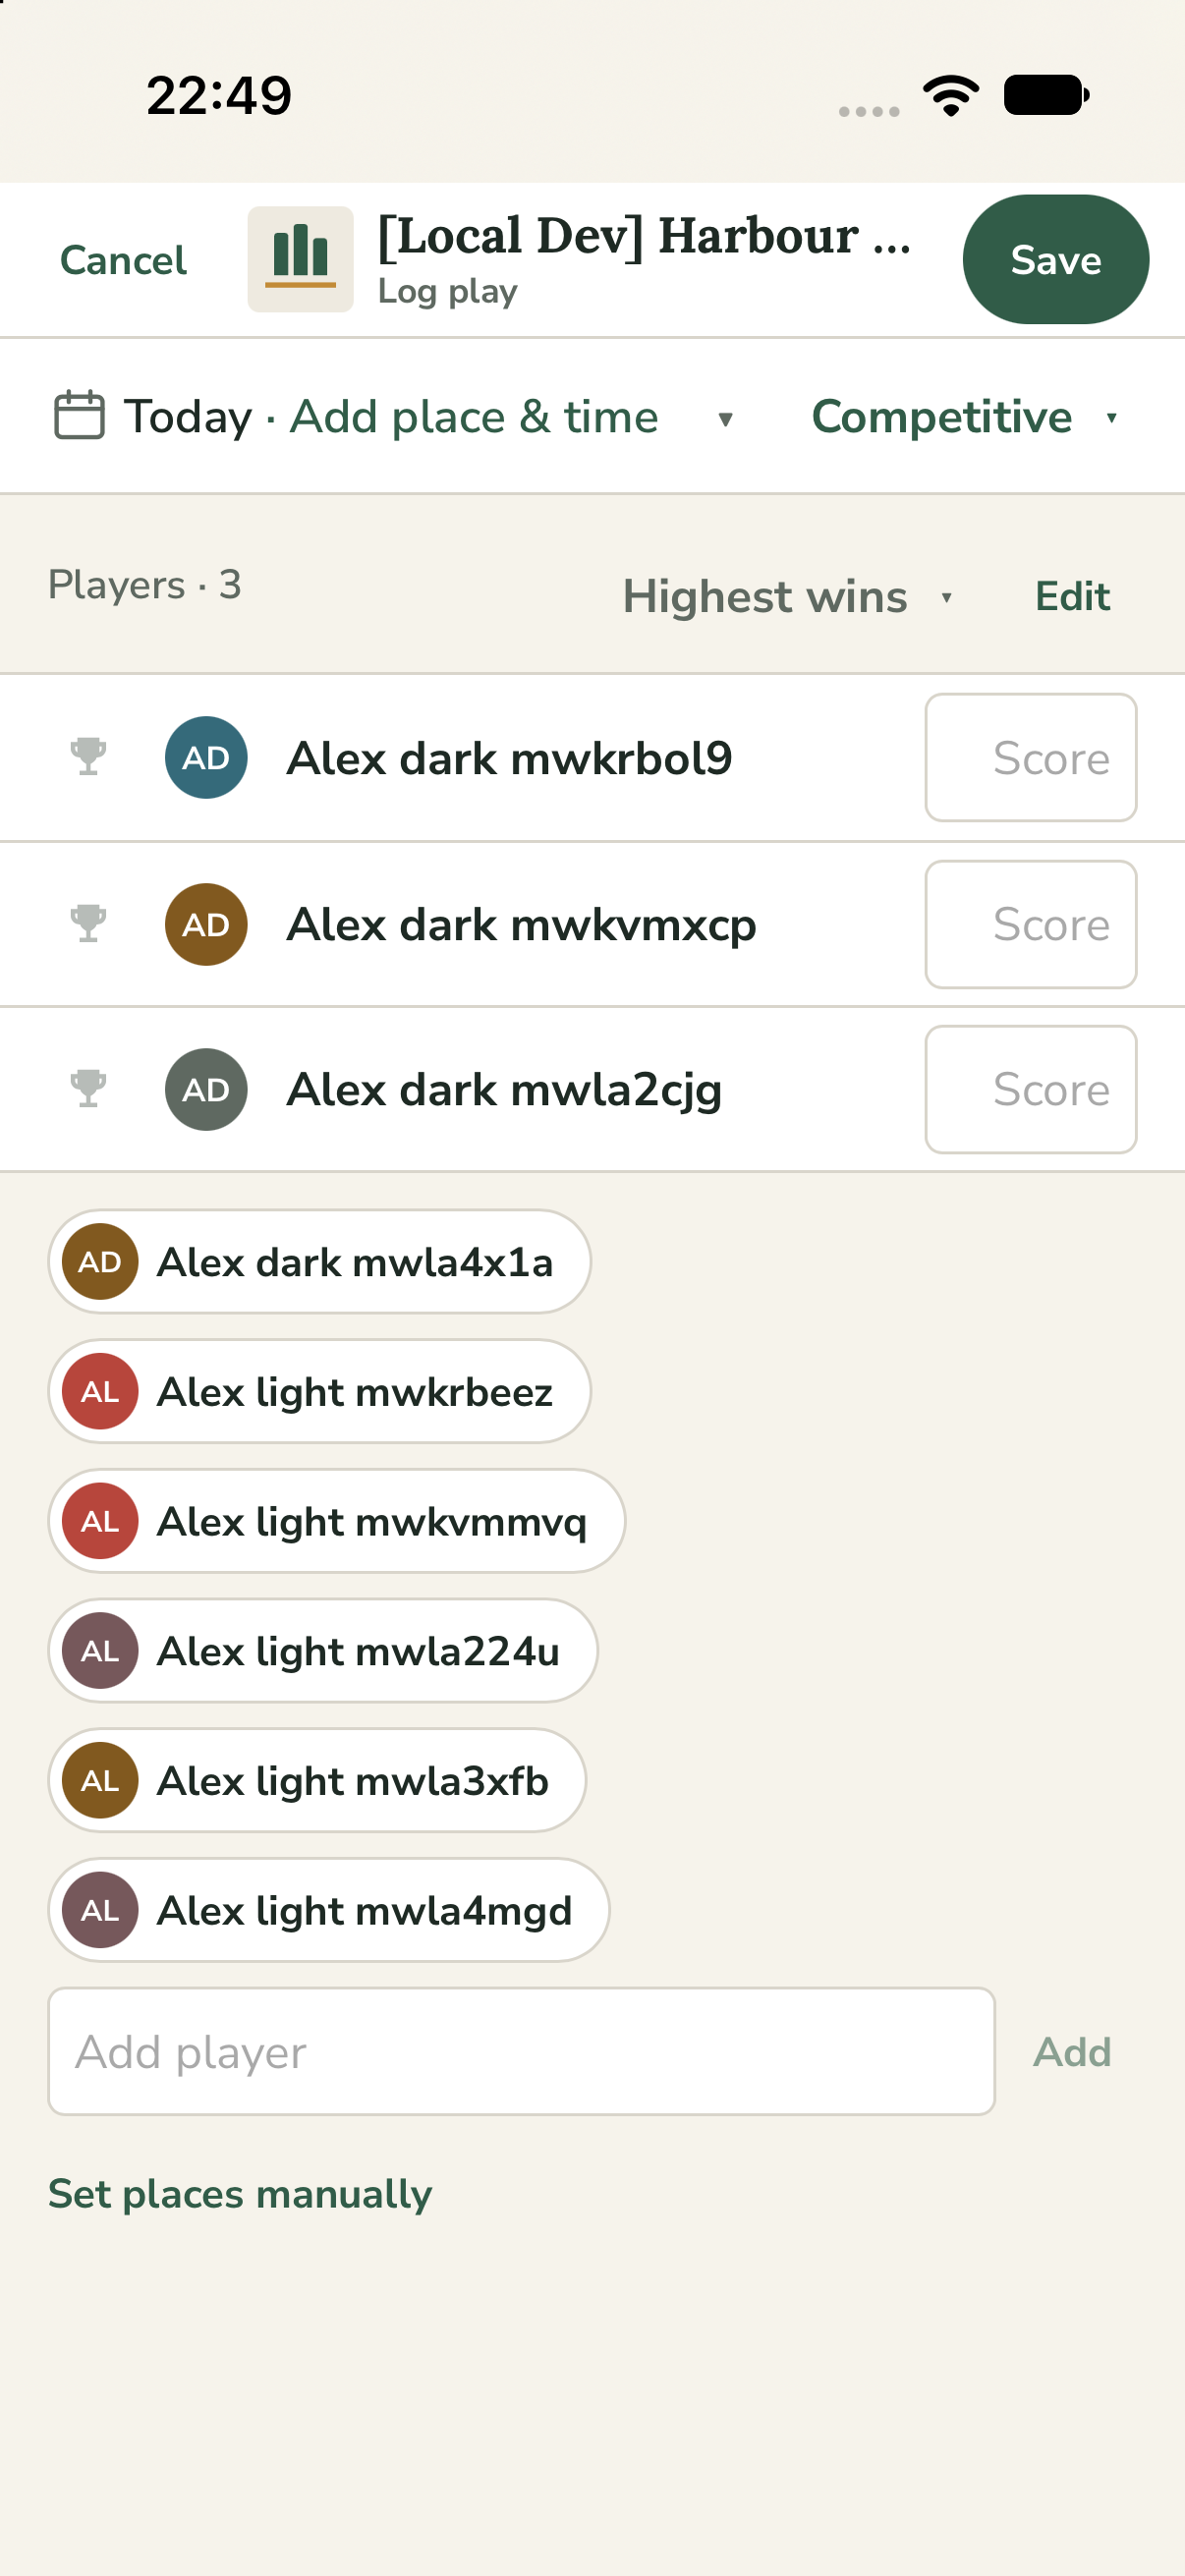 22:49
Cancel
[Local Dev] Harbour ...
Log play
Save
Today · Add place & time ▾
Competitive ▾
Players · 3
Highest wins ▾
Edit
AD Alex dark mwkrbol9 Score
AD Alex dark mwkvmxcp Score
AD Alex dark mwla2cjg Score
AD Alex dark mwla4x1a
AL Alex light mwkrbeez
AL Alex light mwkvmmvq
AL Alex light mwla224u
AL Alex light mwla3xfb
AL Alex light mwla4mgd
Add player
Add
Set places manually